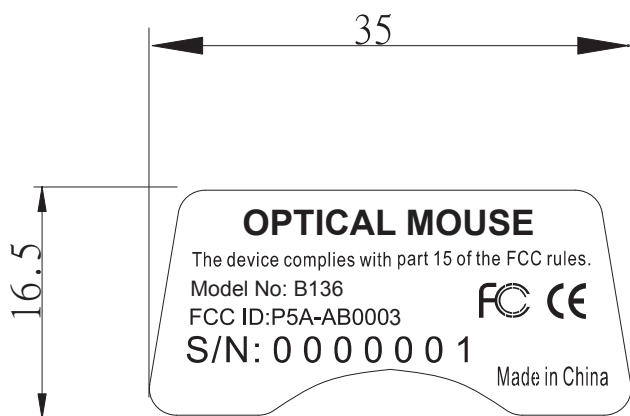 35
16.5
OPTICAL MOUSE
The device complies with part 15 of the FCC rules.
Model No: B136
FCC ID:P5A-AB0003
FC CE
S/N: 0 0 0 0 0 0 1
Made in China